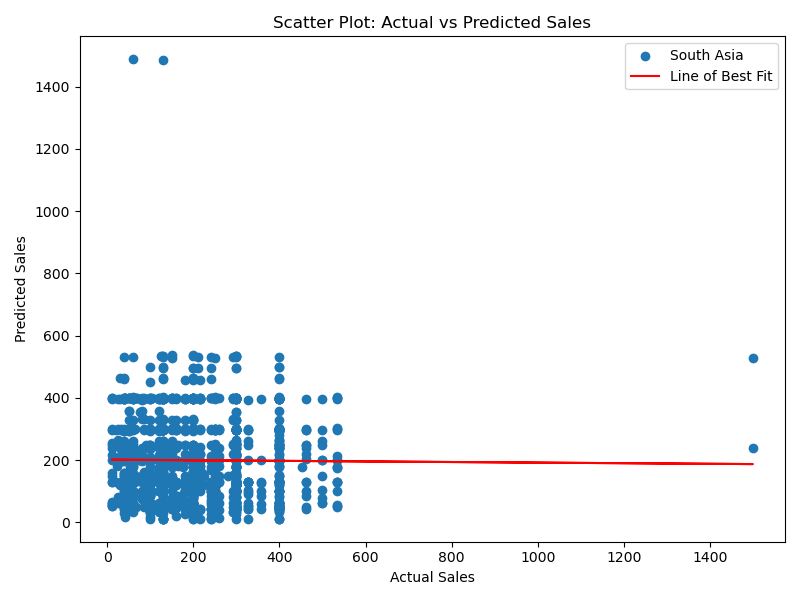 Scatter Plot: Actual vs Predicted Sales
South Asia
Line of Best Fit
Predicted Sales
1400
1200
1000
800
600
400
200
0
0 200 400 600 800 1000 1200 1400
Actual Sales